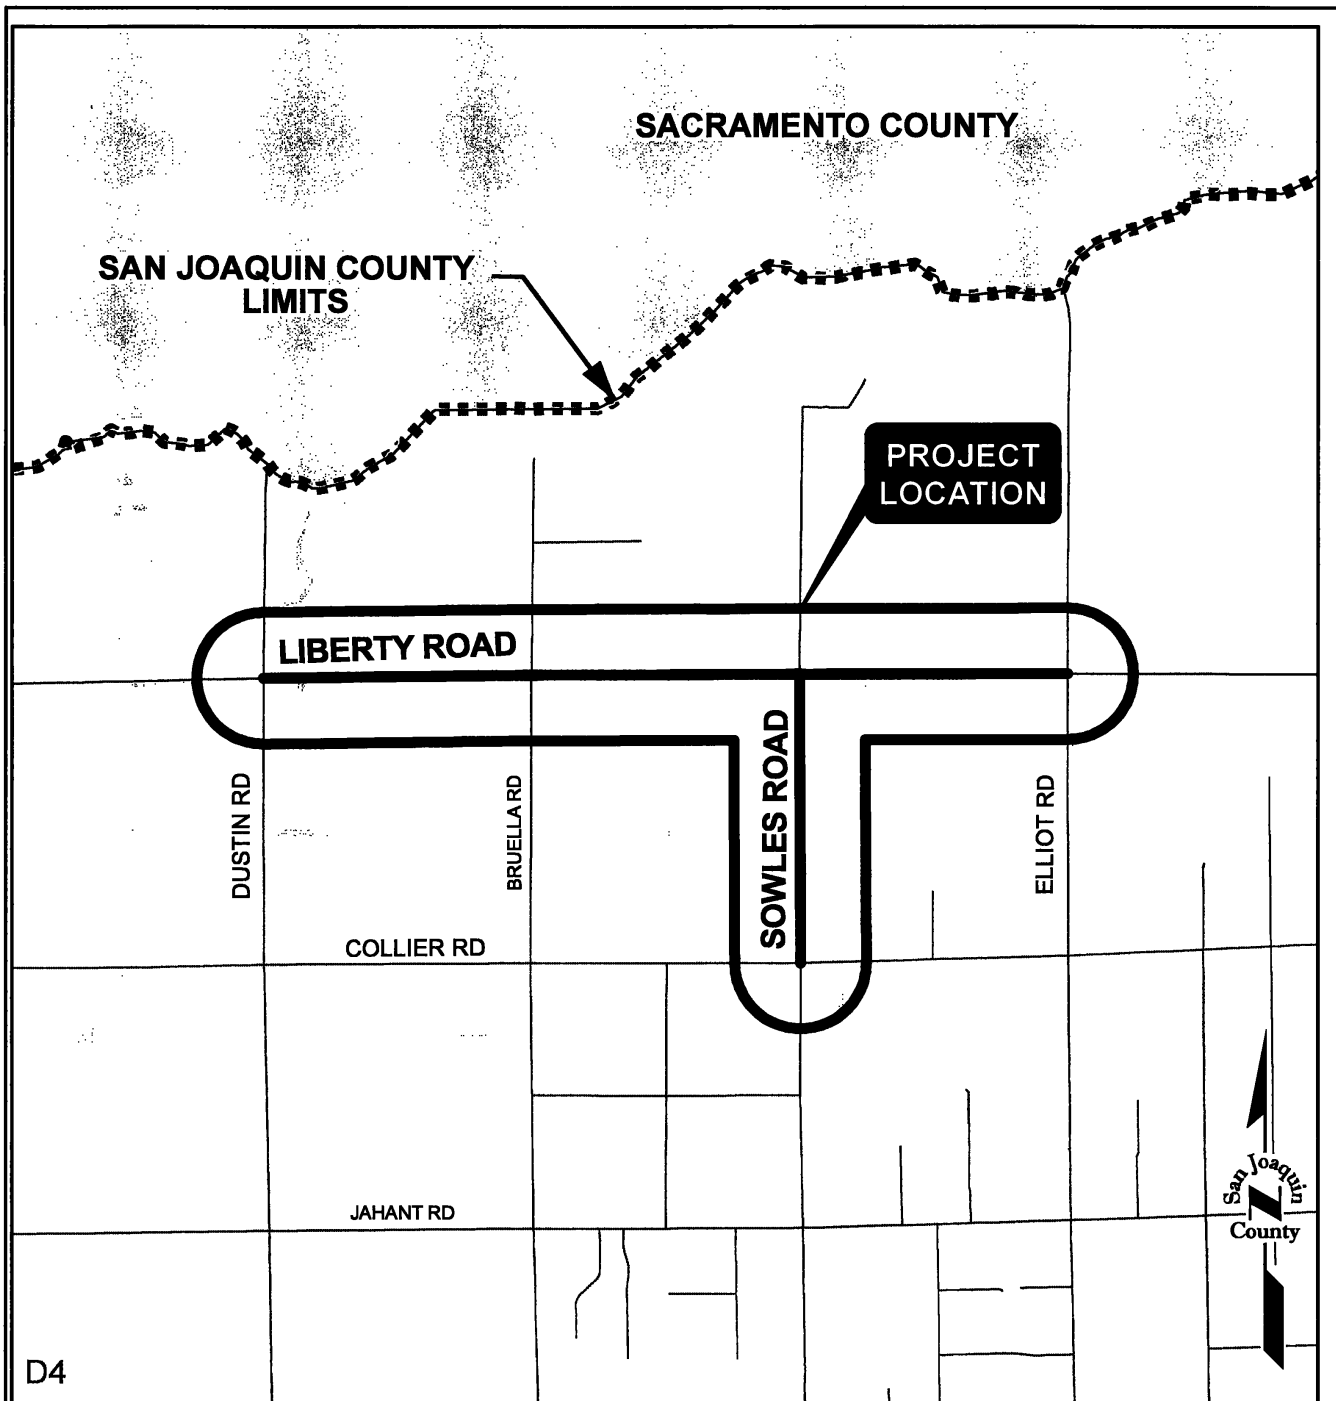 SACRAMENTO COUNTY
SAN JOAQUIN COUNTY
LIMITS
PROJECT
LOCATION
LIBERTY ROAD
SOWLES ROAD
DUSTIN RD
BRUELLA RD
ELLIOT RD
COLLIER RD
JAHANT RD
San Joaquin
N
County
D4